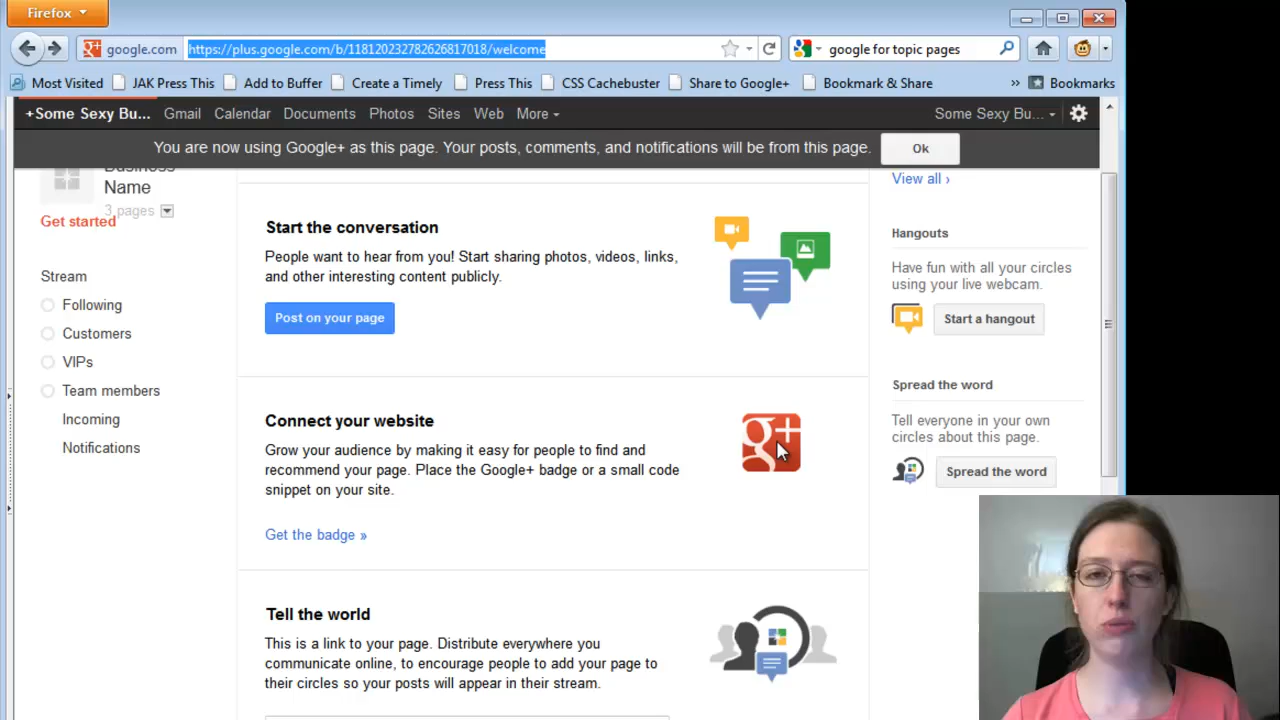 Firefox
google.com
https://plus.google.com/b/118120232782626817018/welcome
google for topic pages
Most Visited
JAK Press This
Add to Buffer
Create a Timely
Press This
CSS Cachebuster
Share to Google+
Bookmark & Share
»
Bookmarks
+Some Sexy Bu...
Gmail
Calendar
Documents
Photos
Sites
Web
More
Some Sexy Bu...
You are now using Google+ as this page. Your posts, comments, and notifications will be from this page.
Ok
Business
Name
3 pages
Get started
Stream
Following
Customers
VIPs
Team members
Incoming
Notifications
Start the conversation
People want to hear from you! Start sharing photos, videos, links,
and other interesting content publicly.
Post on your page
Connect your website
Grow your audience by making it easy for people to find and
recommend your page. Place the Google+ badge or a small code
snippet on your site.
Get the badge »
g+
Tell the world
This is a link to your page. Distribute everywhere you
communicate online, to encourage people to add your page to
their circles so your posts will appear in their stream.
View all ›
Hangouts
Have fun with all your circles
using your live webcam.
Start a hangout
Spread the word
Tell everyone in your own
circles about this page.
Spread the word